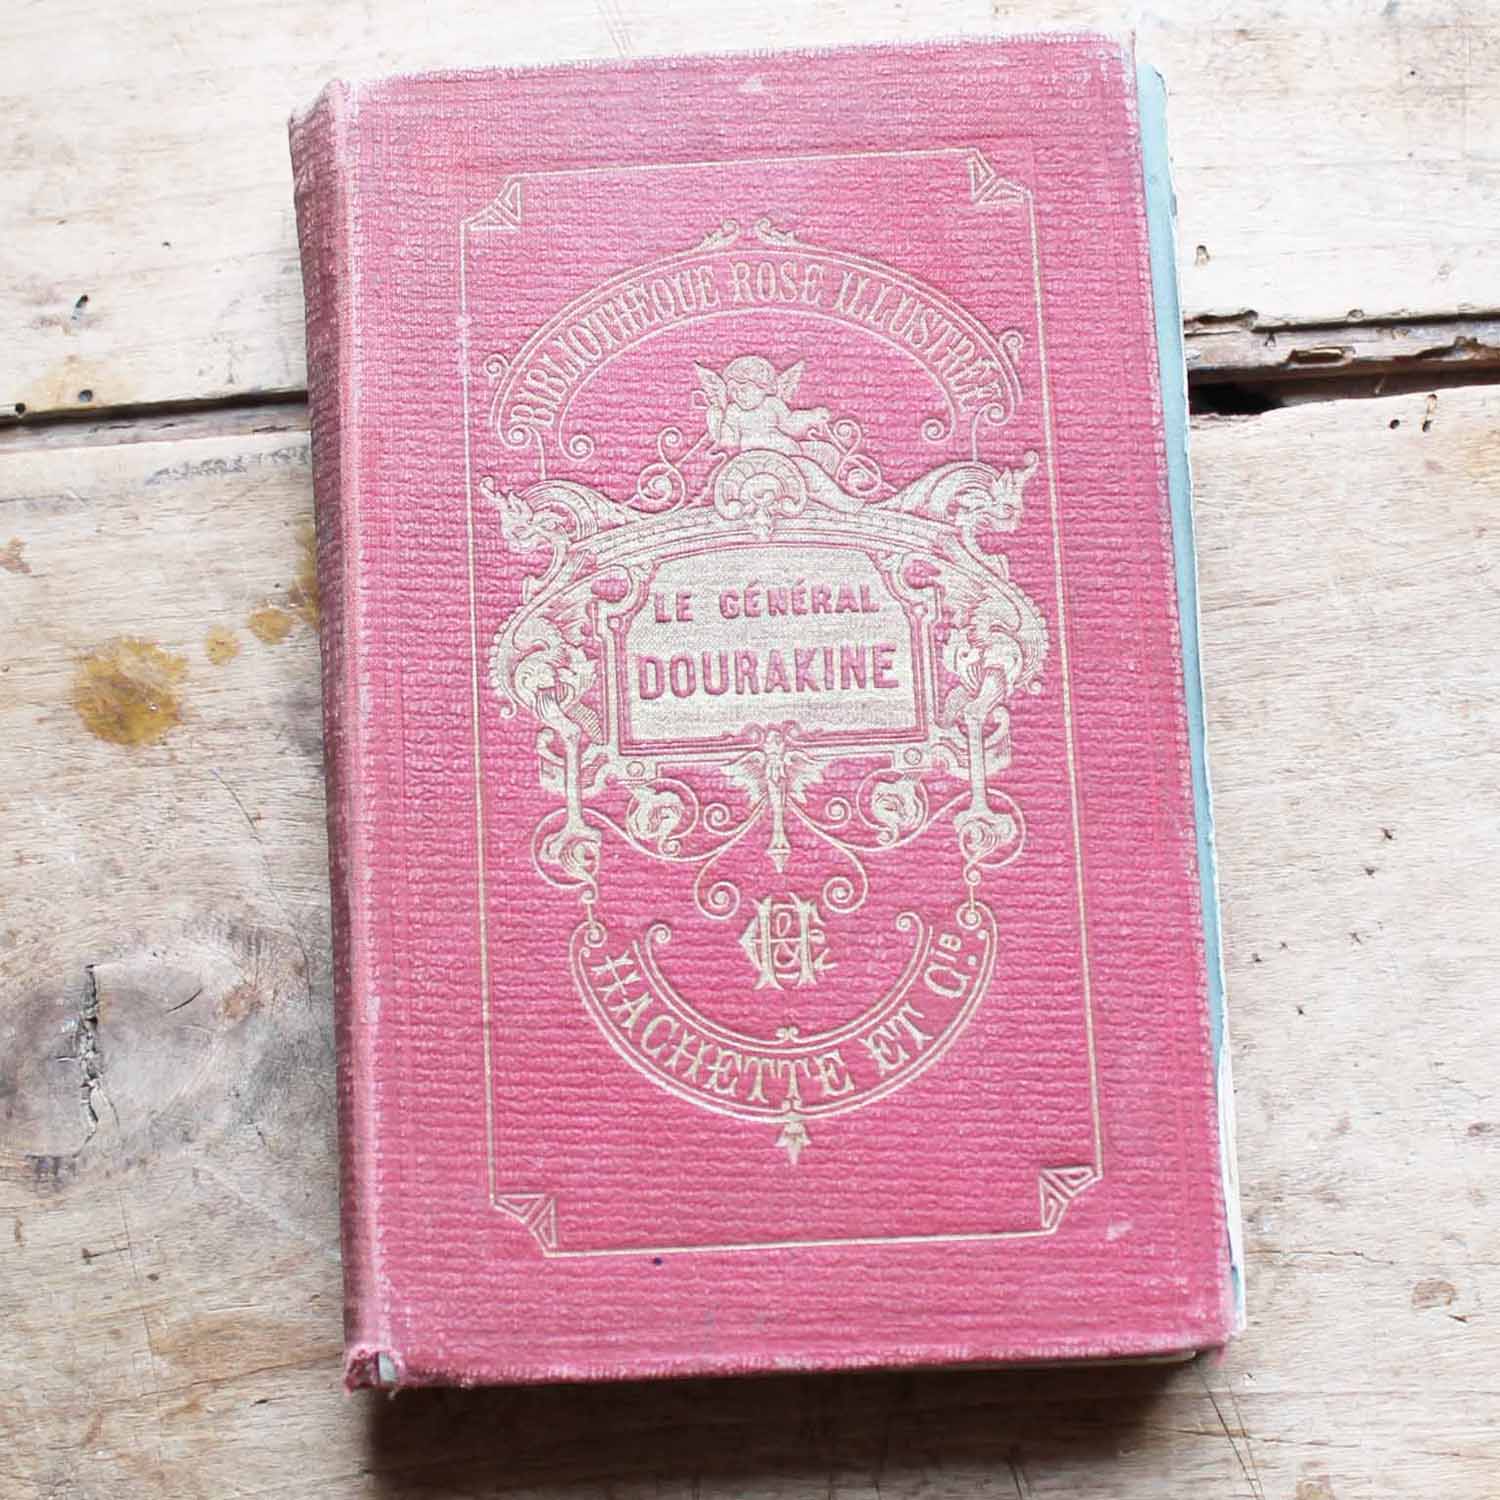 BIBLIOTHÈQUE ROSE ILLUSTRÉE
LE GÉNÉRAL
DOURAKINE
H&C
HACHETTE ET CIE.